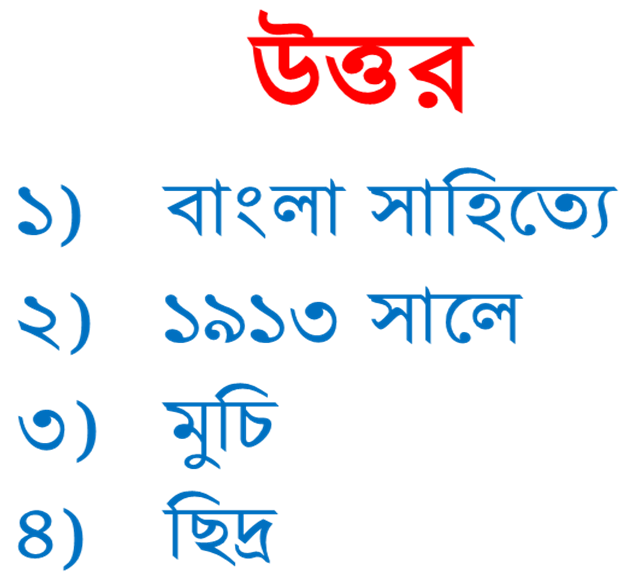 উত্তর
১) বাংলা সাহিত্যে
২) ১৯১৩ সালে
৩) মুচি
৪) ছিদ্র